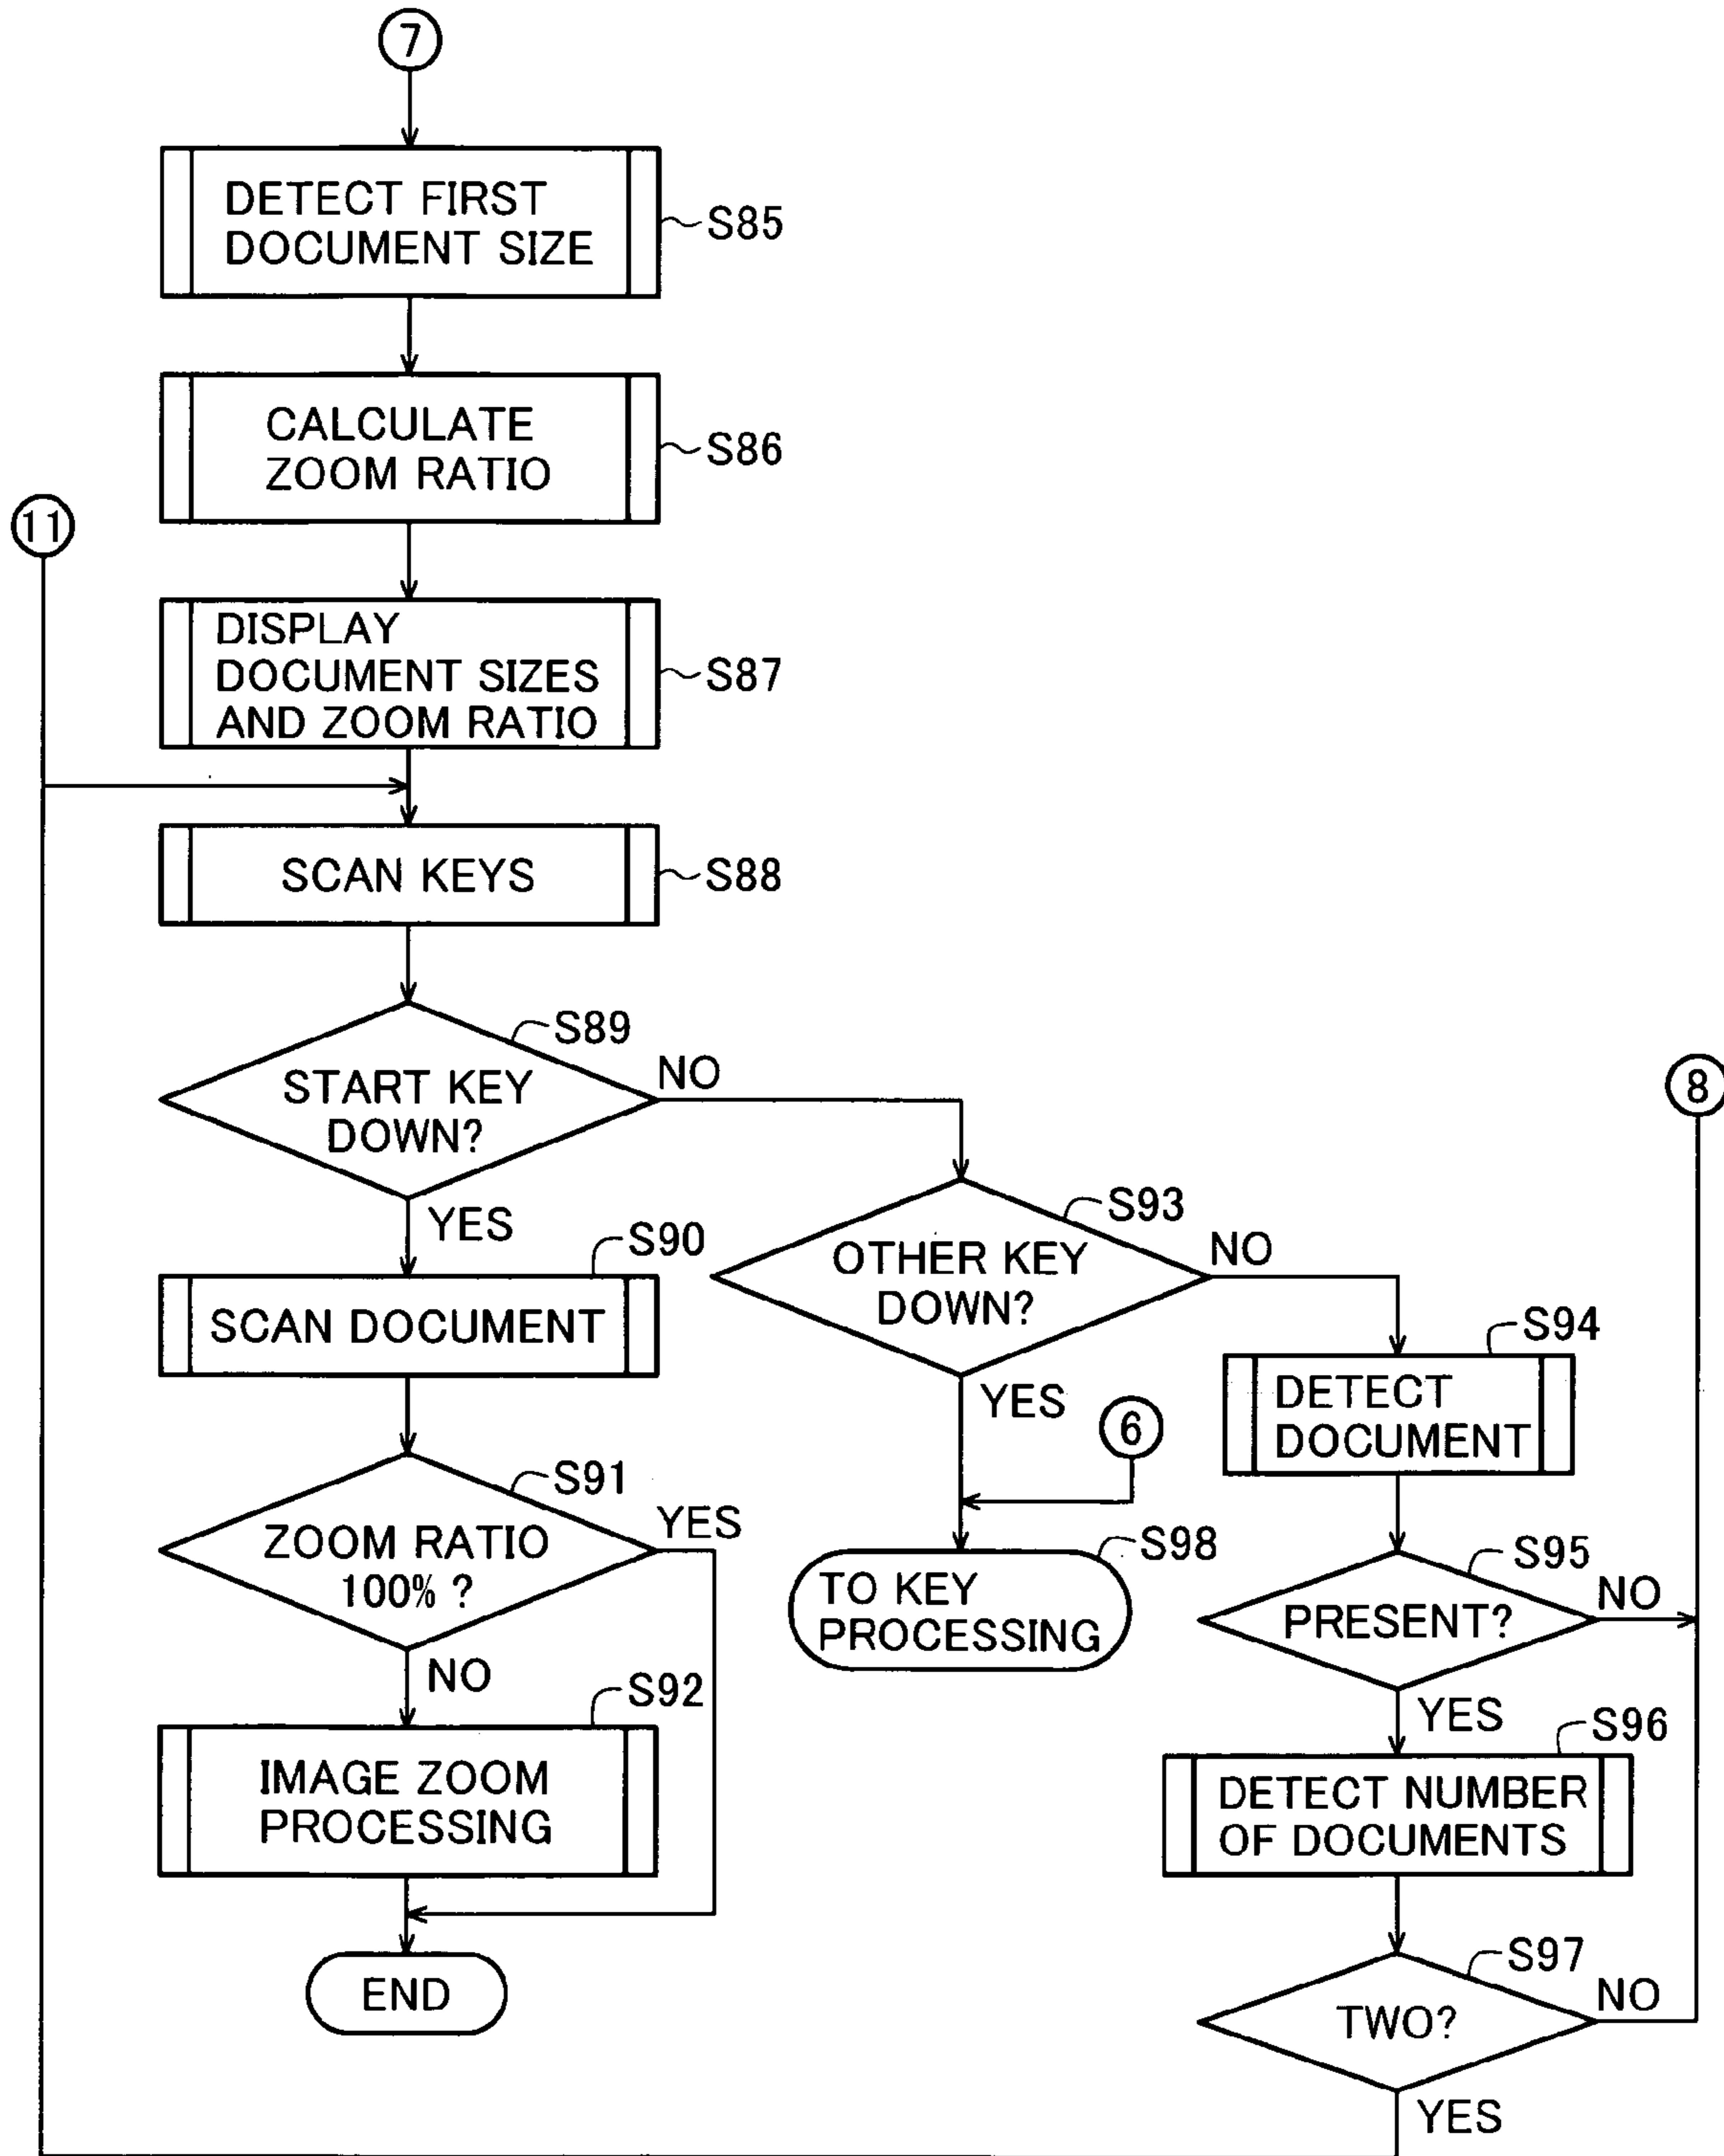 7
DETECT FIRST
DOCUMENT SIZE
S85
CALCULATE
ZOOM RATIO
S86
11
DISPLAY
DOCUMENT SIZES
AND ZOOM RATIO
S87
SCAN KEYS
S88
S89
START KEY
DOWN?
NO
YES
8
S93
OTHER KEY
DOWN?
NO
YES
S90
SCAN DOCUMENT
S94
DETECT
DOCUMENT
6
S91
ZOOM RATIO
100% ?
YES
NO
S98
TO KEY
PROCESSING
S95
PRESENT?
NO
YES
S92
IMAGE ZOOM
PROCESSING
S96
DETECT NUMBER
OF DOCUMENTS
END
S97
TWO?
NO
YES